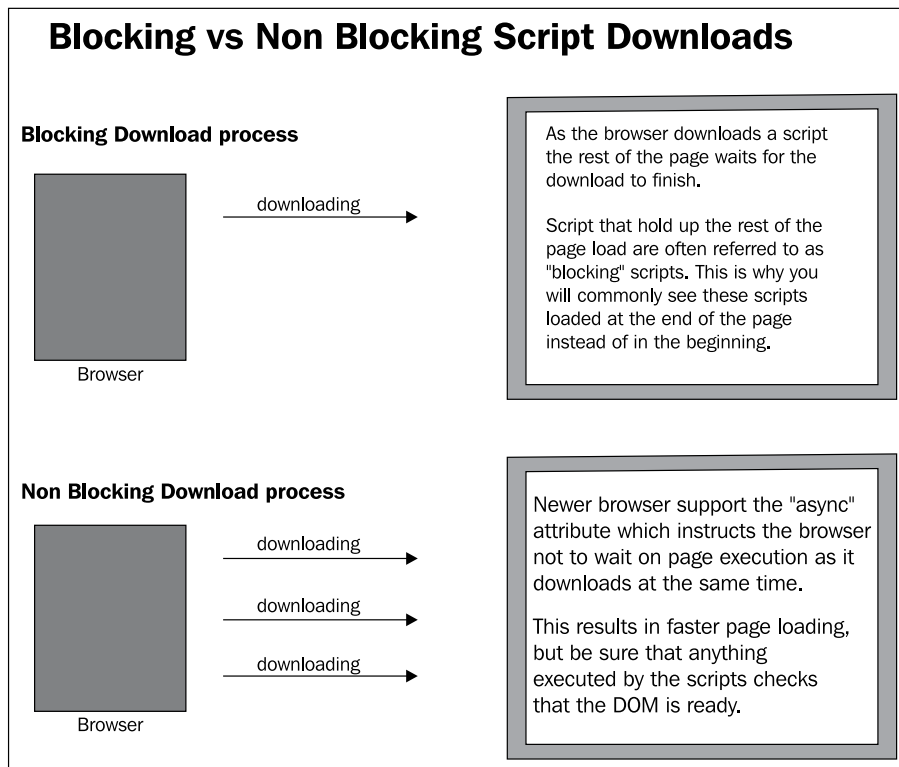 Blocking vs Non Blocking Script Downloads
Blocking Download process
downloading
Browser
As the browser downloads a script
the rest of the page waits for the
download to finish.
Script that hold up the rest of the
page load are often referred to as
"blocking" scripts. This is why you
will commonly see these scripts
loaded at the end of the page
instead of in the beginning.
Non Blocking Download process
downloading
downloading
downloading
Browser
Newer browser support the "async"
attribute which instructs the browser
not to wait on page execution as it
downloads at the same time.
This results in faster page loading,
but be sure that anything
executed by the scripts checks
that the DOM is ready.